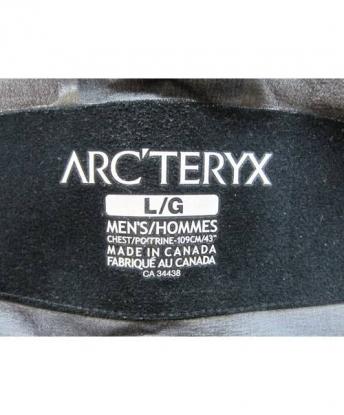 ARC'TERYX
L/G
MEN'S/HOMMES
CHEST/POITRINE-109CM/43"
MADE IN CANADA
FABRIQUÉ AU CANADA
CA 34438